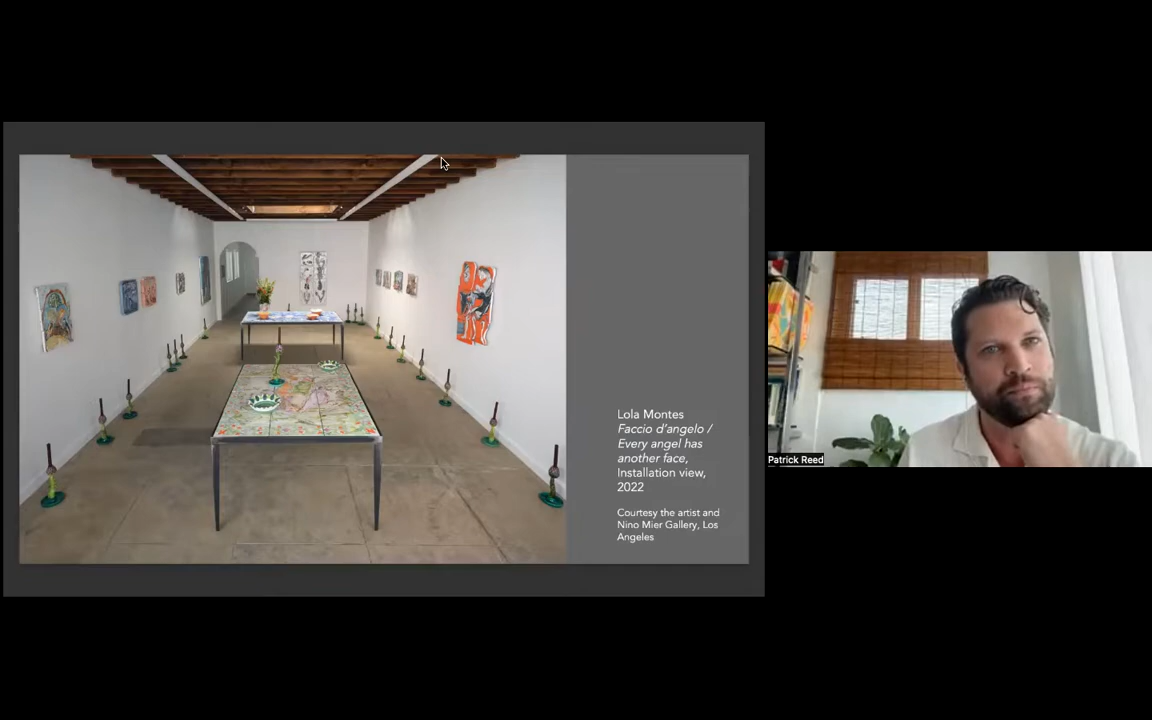 Lola Montes
Faccio d'angelo /
Every angel has
another face,
Installation view,
2022
Courtesy the artist and
Nino Mier Gallery, Los
Angeles
Patrick Reed